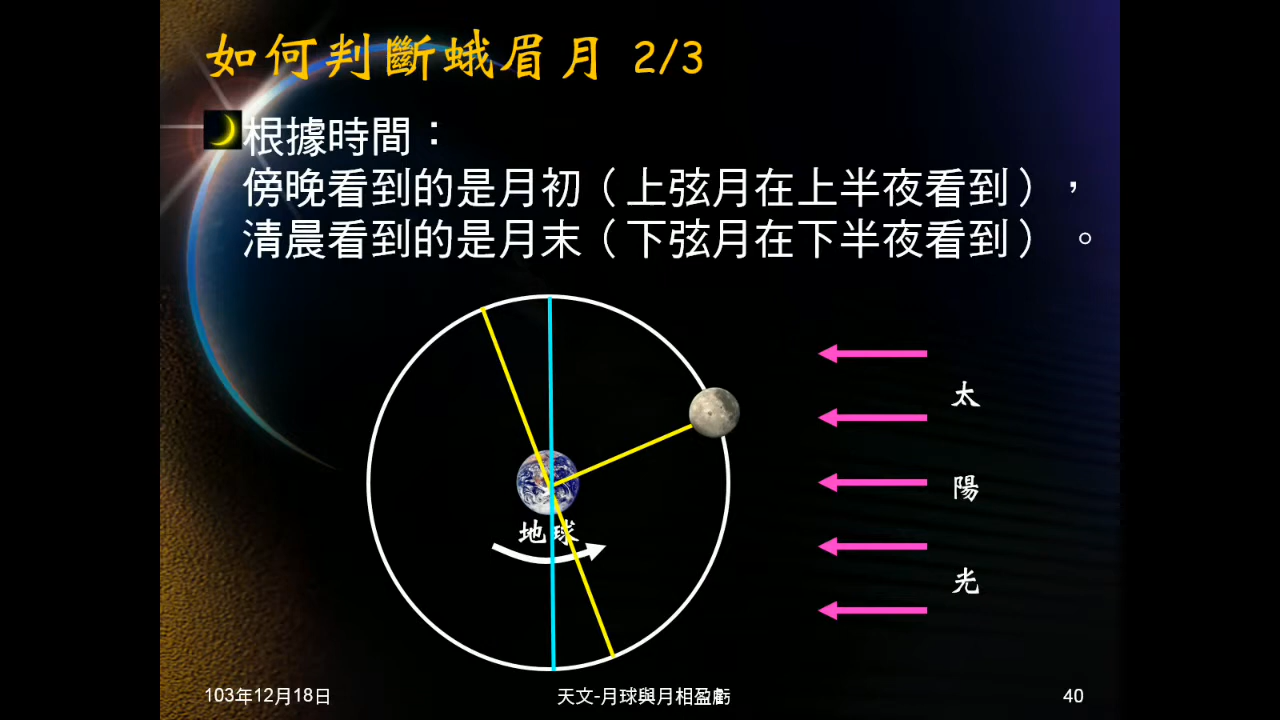 如何判斷蛾眉月 2/3
根據時間：
傍晚看到的是月初（上弦月在上半夜看到），
清晨看到的是月末（下弦月在下半夜看到）。
太
陽
光
地球
103年12月18日
天文-月球與月相盈虧
40